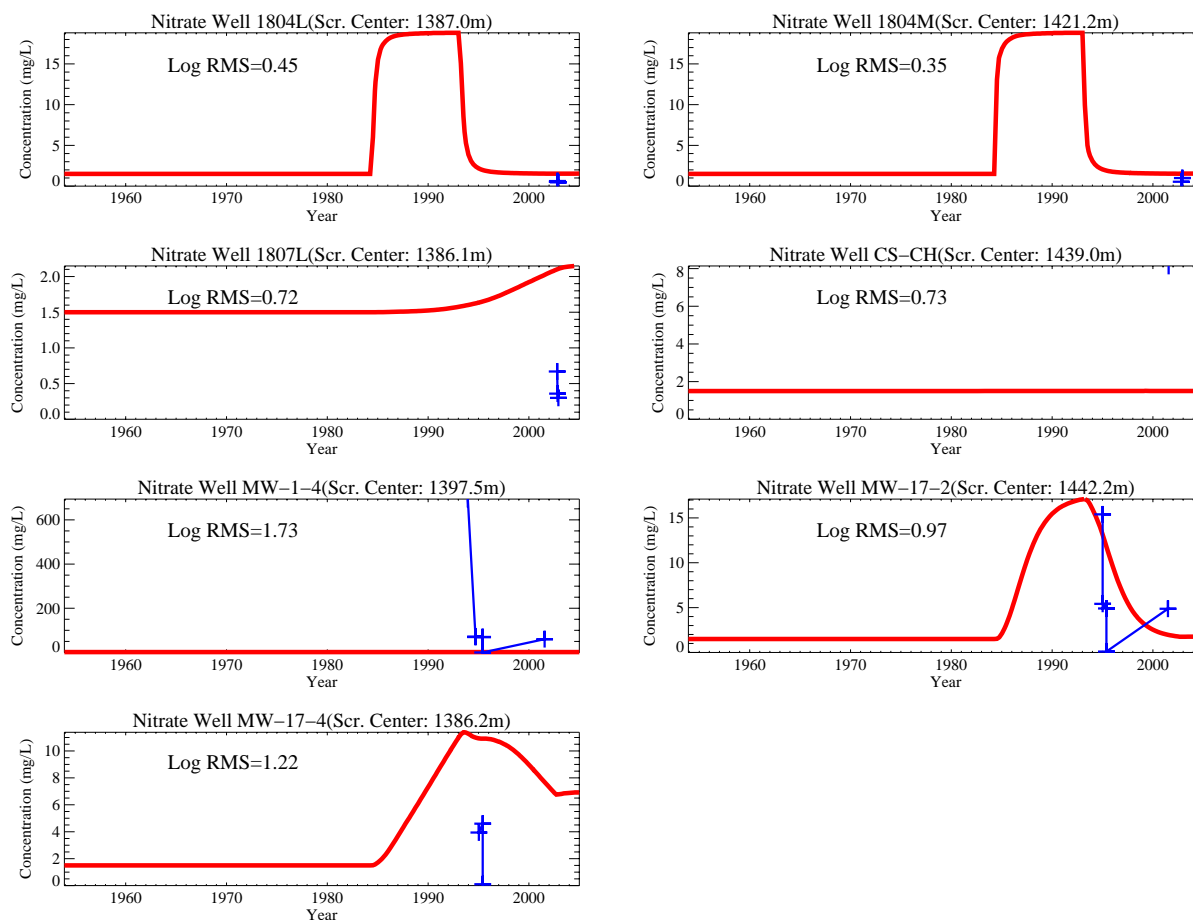 Nitrate Well 1804L(Scr. Center: 1387.0m)
Log RMS=0.45
Concentration (mg/L)
15
10
5
0
1960 1970 1980 1990 2000
Year
Nitrate Well 1804M(Scr. Center: 1421.2m)
Log RMS=0.35
Concentration (mg/L)
15
10
5
0
1960 1970 1980 1990 2000
Year
Nitrate Well 1807L(Scr. Center: 1386.1m)
Log RMS=0.72
Concentration (mg/L)
2.0
1.5
1.0
0.5
0.0
1960 1970 1980 1990 2000
Year
Nitrate Well CS−CH(Scr. Center: 1439.0m)
Log RMS=0.73
Concentration (mg/L)
8
6
4
2
0
1960 1970 1980 1990 2000
Year
Nitrate Well MW−1−4(Scr. Center: 1397.5m)
Log RMS=1.73
Concentration (mg/L)
600
400
200
0
1960 1970 1980 1990 2000
Year
Nitrate Well MW−17−2(Scr. Center: 1442.2m)
Log RMS=0.97
Concentration (mg/L)
15
10
5
0
1960 1970 1980 1990 2000
Year
Nitrate Well MW−17−4(Scr. Center: 1386.2m)
Log RMS=1.22
Concentration (mg/L)
10
8
6
4
2
0
1960 1970 1980 1990 2000
Year